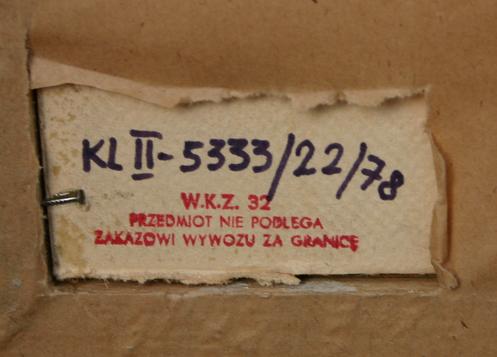 KL II-5333/22/78
W.K.Z. 32
PRZEDMIOT NIE PODLEGA
ZAKAZOWI WYWOZU ZA GRANICĘ